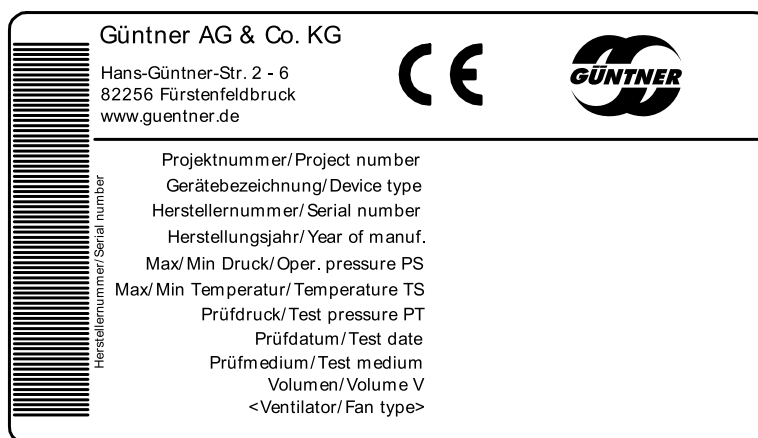 Güntner AG & Co. KG
Hans-Güntner-Str. 2 - 6
82256 Fürstenfeldbruck
www.guentner.de
CE
GÜNTNER
Herstellernummer/Serial number
Projektnummer/Project number
Gerätebezeichnung/Device type
Herstellernummer/Serial number
Herstellungsjahr/Year of manuf.
Max/Min Druck/Oper. pressure PS
Max/Min Temperatur/Temperature TS
Prüfdruck/Test pressure PT
Prüfdatum/Test date
Prüfmedium/Test medium
Volumen/Volume V
<Ventilator/Fan type>